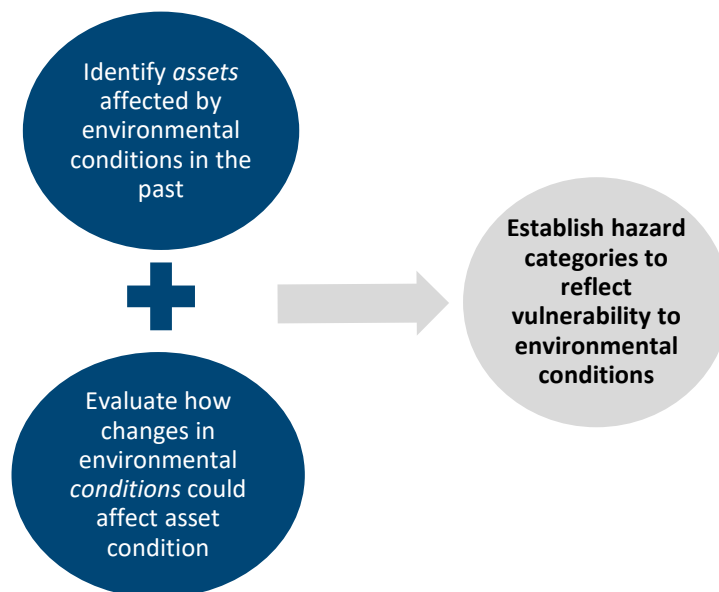 Identify assets
affected by
environmental
conditions in the
past
Evaluate how
changes in
environmental
conditions could
affect asset
condition
Establish hazard
categories to
reflect
vulnerability to
environmental
conditions